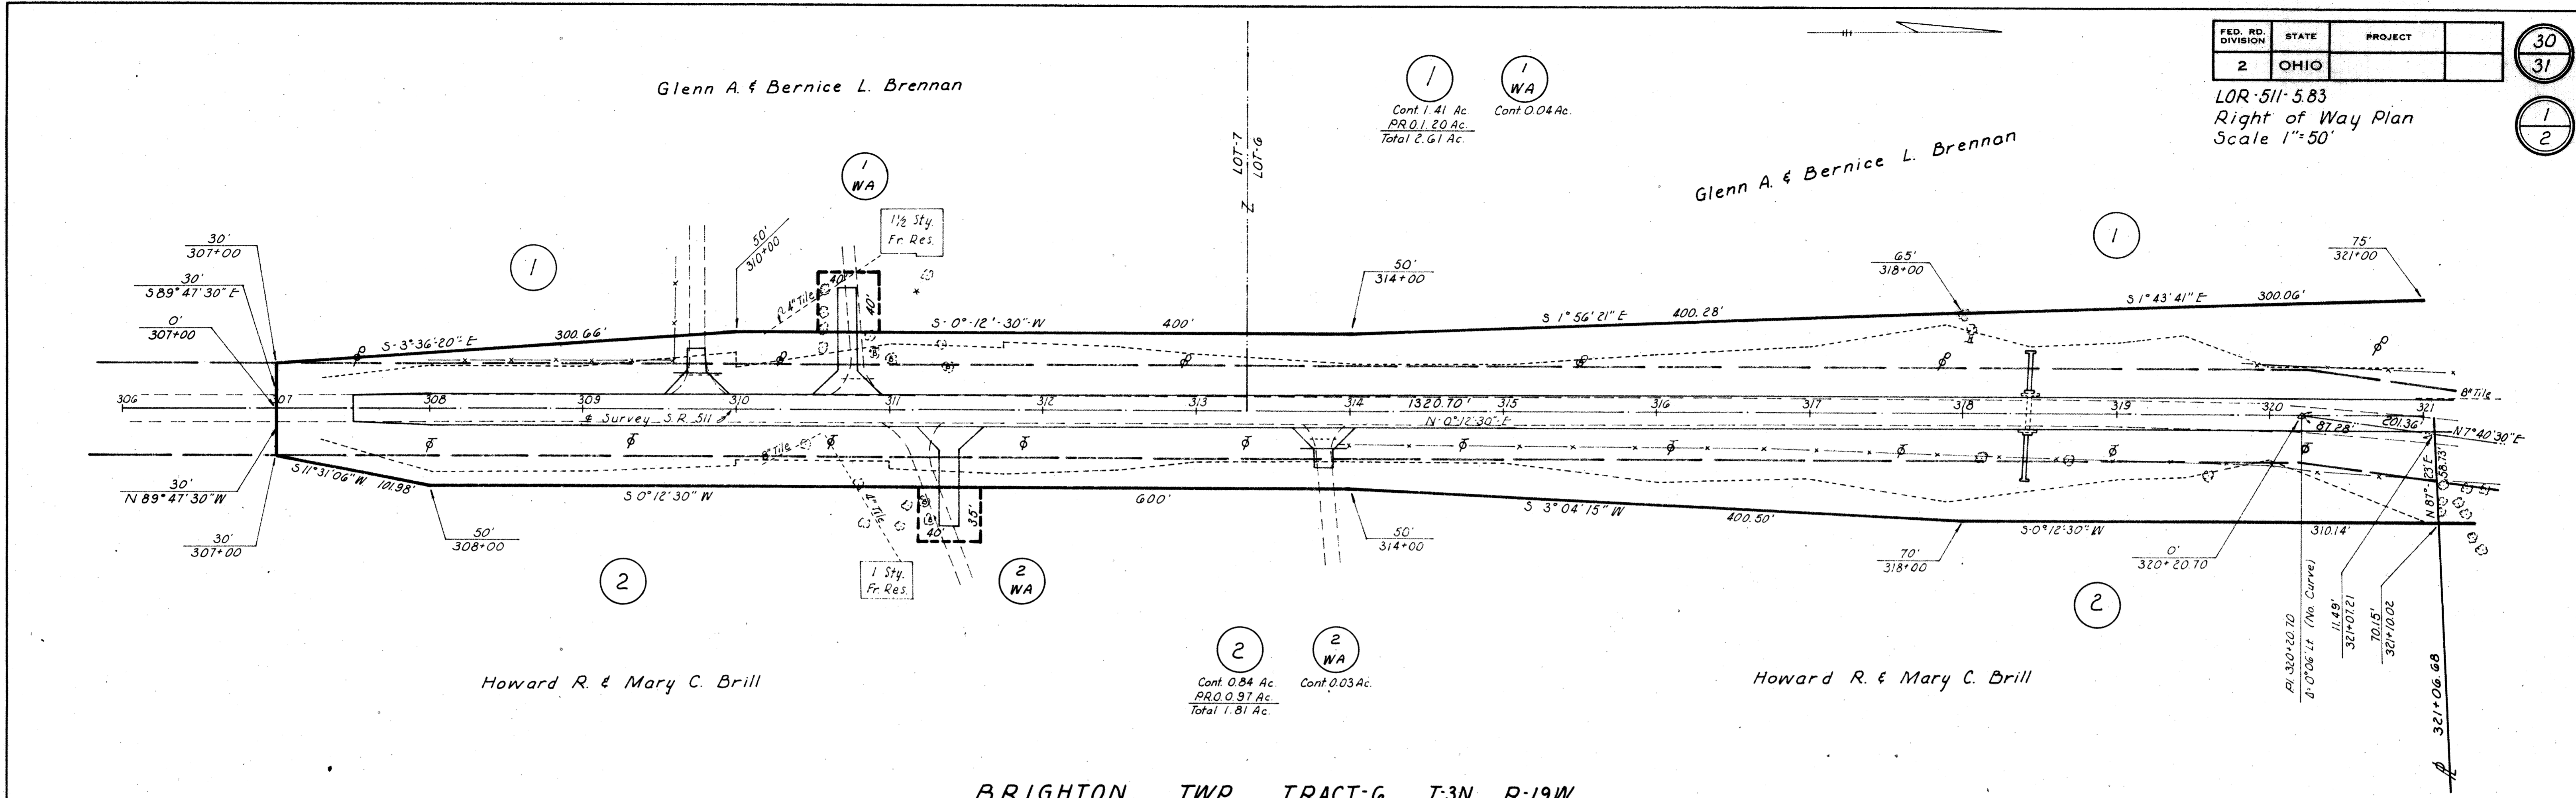 FED. RD. DIVISION STATE PROJECT
2 OHIO
30
31
LOR-511-5.83
Right of Way Plan
Scale 1"=50'
1
2
Glenn A. & Bernice L. Brennan
LOT-7
LOT-6
1
Cont. 1.41 Ac.
P.R.O. 1.20 Ac.
Total 2.61 Ac.
1
WA
Cont. 0.04 Ac.
Glenn A. & Bernice L. Brennan
1
WA
1½ Sty.
Fr. Res.
30'
307+00
30'
S 89° 47' 30" E
0'
307+00
1
50'
310+00
4" Tile
40'
40'
50'
314+00
65'
318+00
1
75'
321+00
S-3°-36'-20" E 300.66'
S-0°-12'-30"-W 400'
S 1° 56' 21" E 400.28'
S 1° 43' 41" E 300.06'
306 307 308 309 310 311 312 313 314 315 316 317 318 319 320 321
1320.70'
8" Tile
℄ Survey S.R. 511
N-0°12'-30"-E
87.28'
201.36'
N 7° 40' 30" E
8" Tile
4" Tile
S 11° 31' 06" W 101.98'
S 0° 12' 30" W
600'
S 3° 04' 15" W
400.50'
S-0°12'-30"-W
310.14'
58.73'
40'
35'
30'
N 89° 47' 30" W
30'
307+00
50'
308+00
2
1 Sty.
Fr. Res.
2
WA
50'
314+00
70'
318+00
0'
320+20.70
2
P.I. 320+20.70
Δ=0°06' Lt. (No Curve)
11.49'
321+07.21
70.15'
321+10.02
321+06.68
Howard R. & Mary C. Brill
2
Cont. 0.84 Ac.
P.R.O. 0.97 Ac.
Total 1.81 Ac.
2
WA
Cont. 0.03 Ac.
Howard R. & Mary C. Brill
BRIGHTON TWP. TRACT-6 T-3N R-19W